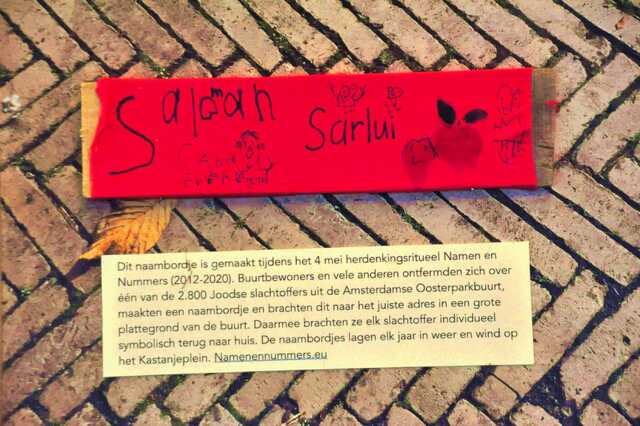 Salomon Sarlui
Dit naambordje is gemaakt tijdens het 4 mei herdenkingsritueel Namen en
Nummers (2012-2020). Buurtbewoners en vele anderen ontfermden zich over
één van de 2.800 Joodse slachtoffers uit de Amsterdamse Oosterparkbuurt,
maakten een naambordje en brachten dit naar het juiste adres in een grote
plattegrond van de buurt. Daarmee brachten ze elk slachtoffer individueel
symbolisch terug naar huis. De naambordjes lagen elk jaar in weer en wind op
het Kastanjeplein. Namenennummers.eu